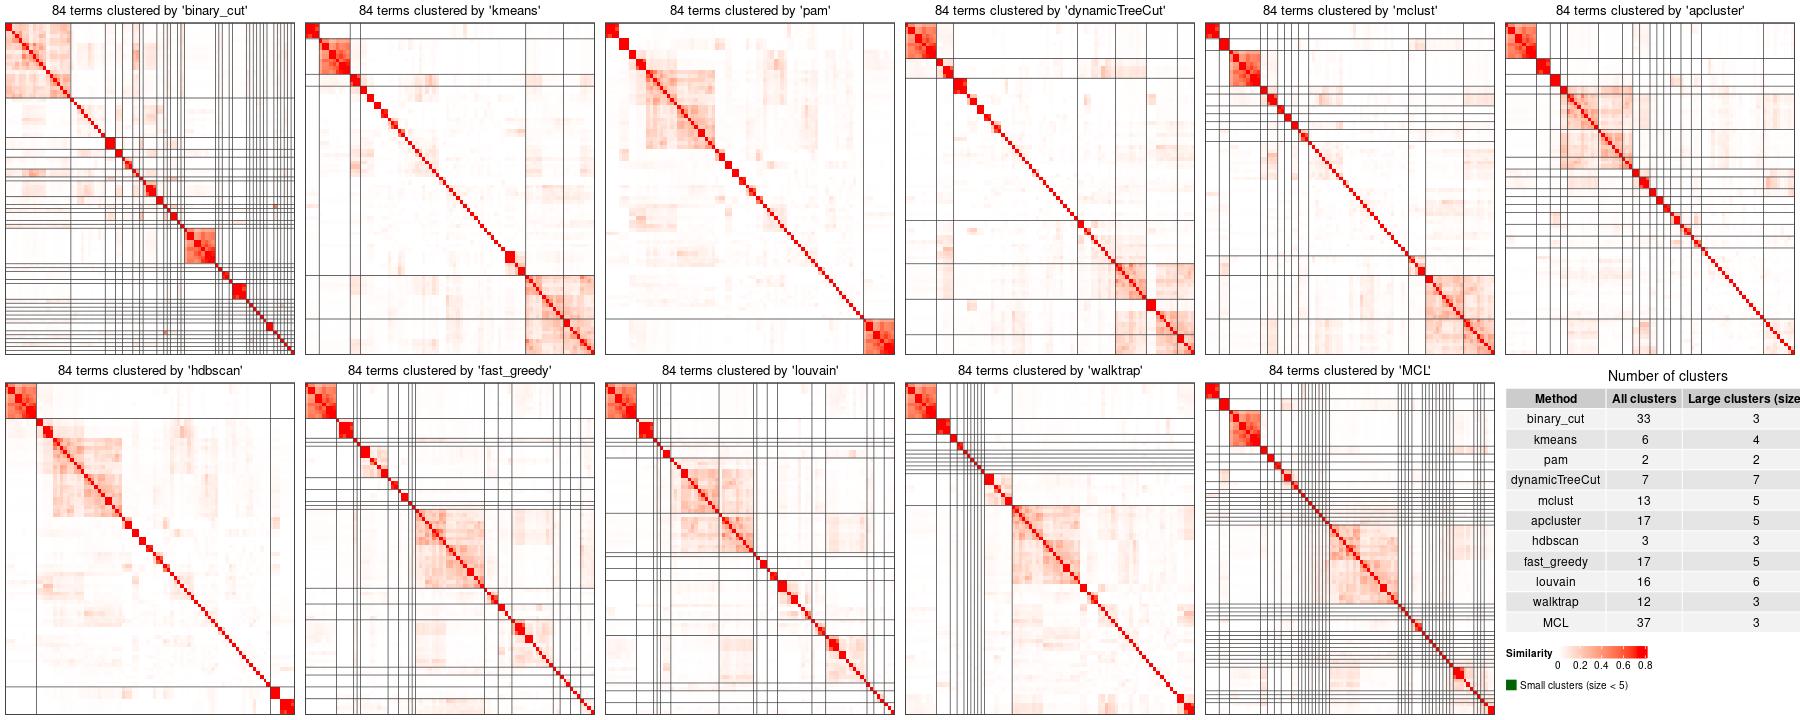 84 terms clustered by 'binary_cut'
84 terms clustered by 'kmeans'
84 terms clustered by 'pam'
84 terms clustered by 'dynamicTreeCut'
84 terms clustered by 'mclust'
84 terms clustered by 'apcluster'
84 terms clustered by 'hdbscan'
84 terms clustered by 'fast_greedy'
84 terms clustered by 'louvain'
84 terms clustered by 'walktrap'
84 terms clustered by 'MCL'
Number of clusters
Method All clusters Large clusters (size
binary_cut 33 3
kmeans 6 4
pam 2 2
dynamicTreeCut 7 7
mclust 13 5
apcluster 17 5
hdbscan 3 3
fast_greedy 17 5
louvain 16 6
walktrap 12 3
MCL 37 3
Similarity
0 0.2 0.4 0.6 0.8
Small clusters (size < 5)